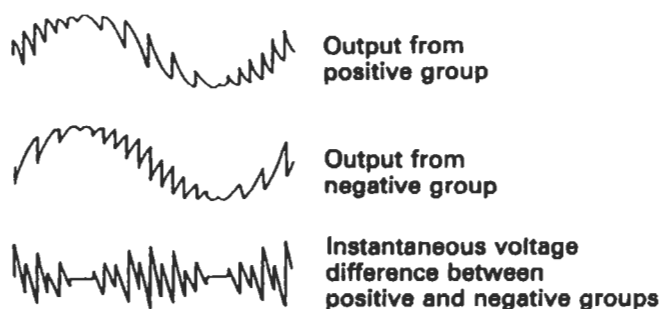 Output from
positive group
Output from
negative group
Instantaneous voltage
difference between
positive and negative groups